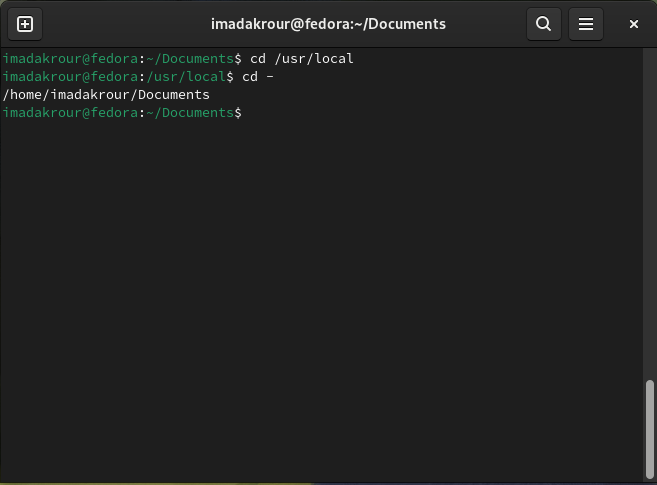 imadakrour@fedora:~/Documents
imadakrour@fedora:~/Documents$ cd /usr/local
imadakrour@fedora:/usr/local$ cd -
/home/imadakrour/Documents
imadakrour@fedora:~/Documents$